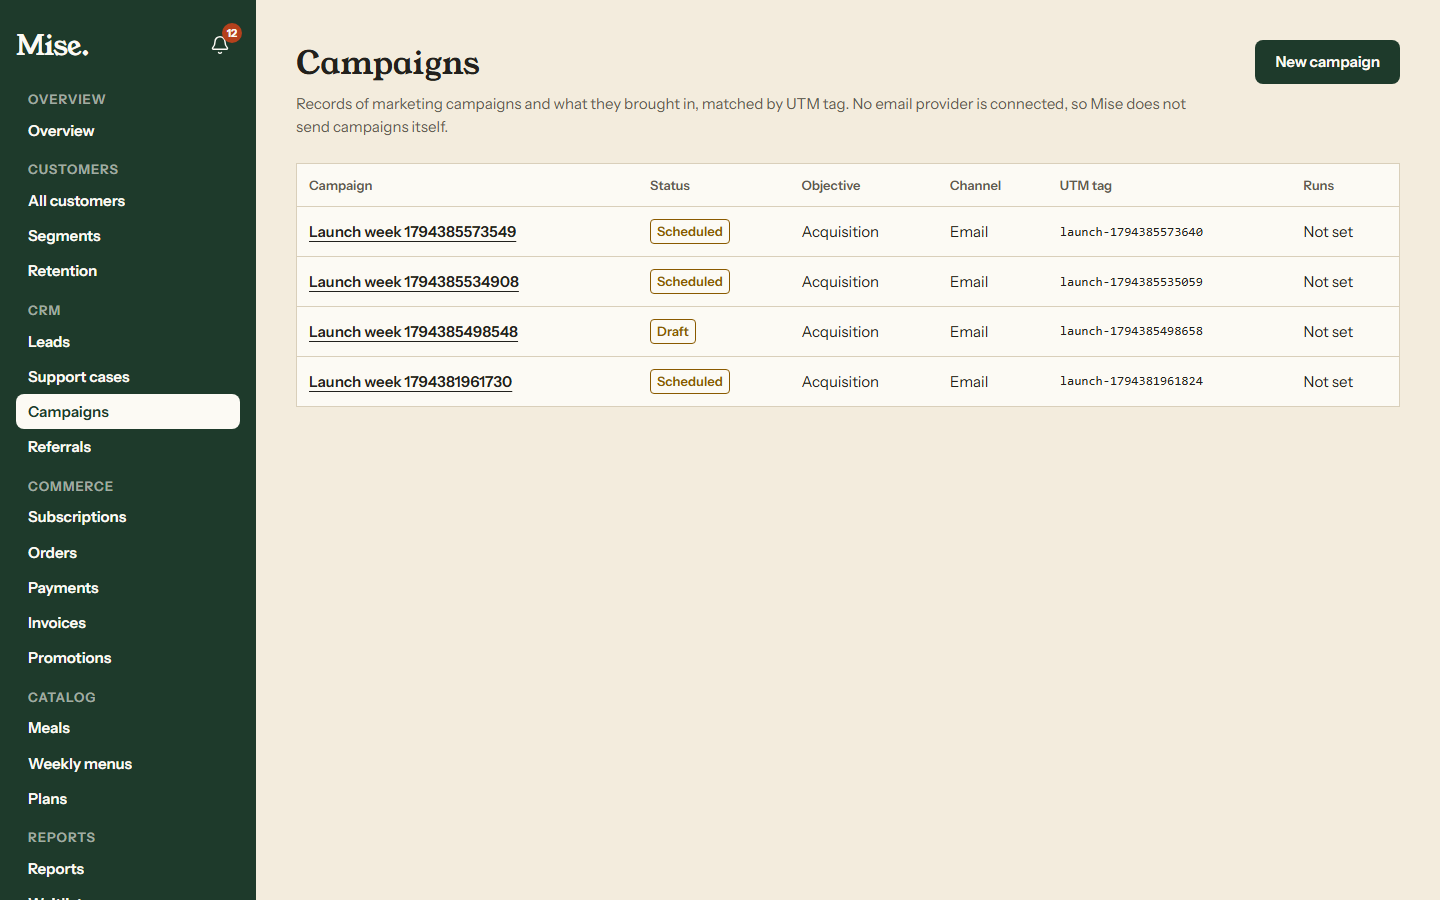 Mise.
12
OVERVIEW
Overview
CUSTOMERS
All customers
Segments
Retention
CRM
Leads
Support cases
Campaigns
Referrals
COMMERCE
Subscriptions
Orders
Payments
Invoices
Promotions
CATALOG
Meals
Weekly menus
Plans
REPORTS
Reports
Campaigns
New campaign
Records of marketing campaigns and what they brought in, matched by UTM tag. No email provider is connected, so Mise does not
send campaigns itself.
Campaign Status Objective Channel UTM tag Runs
Launch week 1794385573549 Scheduled Acquisition Email launch-1794385573640 Not set
Launch week 1794385534908 Scheduled Acquisition Email launch-1794385535059 Not set
Launch week 1794385498548 Draft Acquisition Email launch-1794385498658 Not set
Launch week 1794381961730 Scheduled Acquisition Email launch-1794381961824 Not set